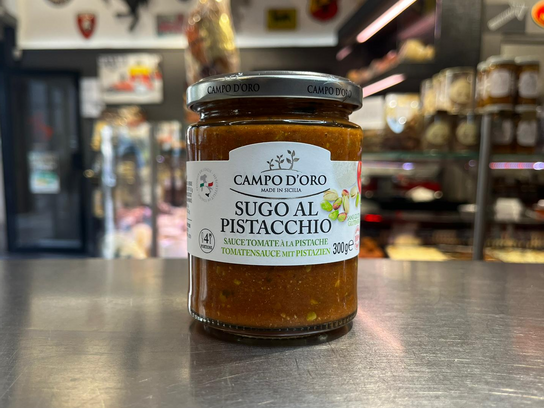 CAMPO D'ORO CAMPO D'ORO
CAMPO D'ORO
MADE IN SICILIA
SUGO AL
PISTACCHIO
SAUCE TOMATE À LA PISTACHE
TOMATENSAUCE MIT PISTAZIEN
300g e
4